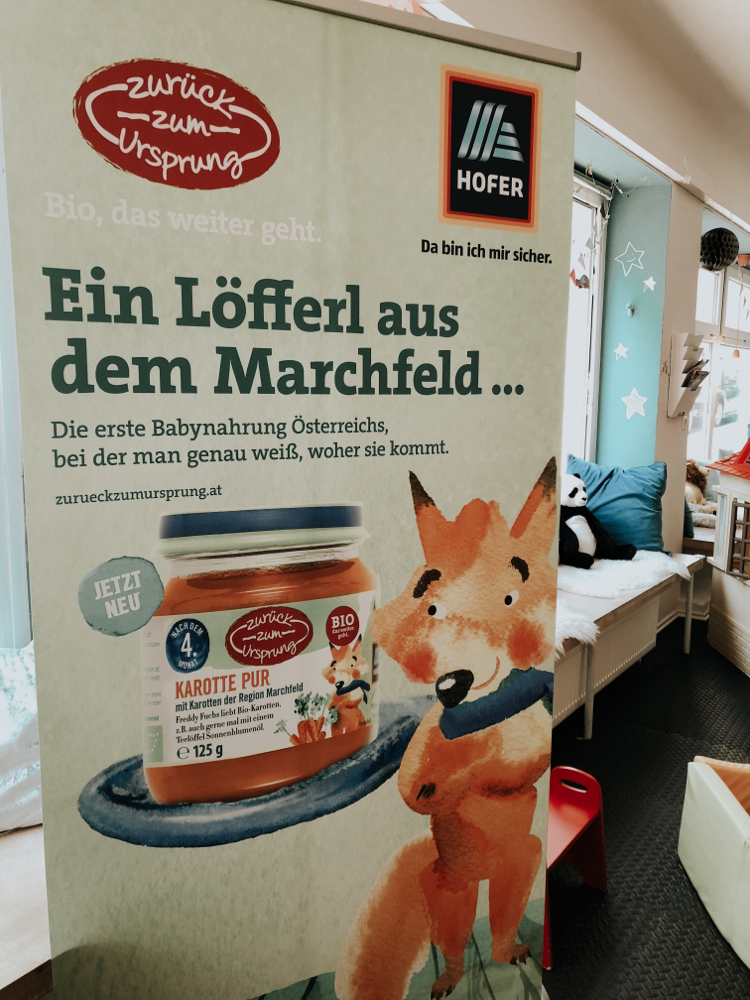 zurück
zum
Ursprung
Bio, das weiter geht.
HOFER
Da bin ich mir sicher.
Ein Löfferl aus
dem Marchfeld ...
Die erste Babynahrung Österreichs,
bei der man genau weiß, woher sie kommt.
zurueckzumursprung.at
JETZT
NEU
NACH DEM
4.
MONAT
zurück
zum
Ursprung
BIO
das weiter
geht.
KAROTTE PUR
mit Karotten der Region Marchfeld
Freddy Fuchs liebt Bio-Karotten,
z.B. auch gerne mal mit einem
Teelöffel Sonnenblumenöl.
℮ 125 g